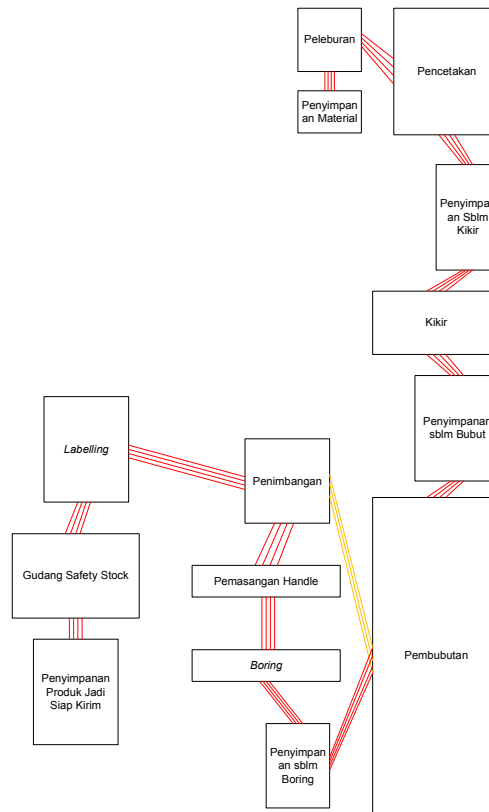 Peleburan
Pencetakan
Penyimpan
an Material
Penyimpa
an Sblm
Kikir
Kikir
Penyimpanan
sblm Bubut
Labelling
Penimbangan
Gudang Safety Stock
Pemasangan Handle
Pembubutan
Penyimpanan
Produk Jadi
Siap Kirim
Boring
Penyimpan
an sblm
Boring